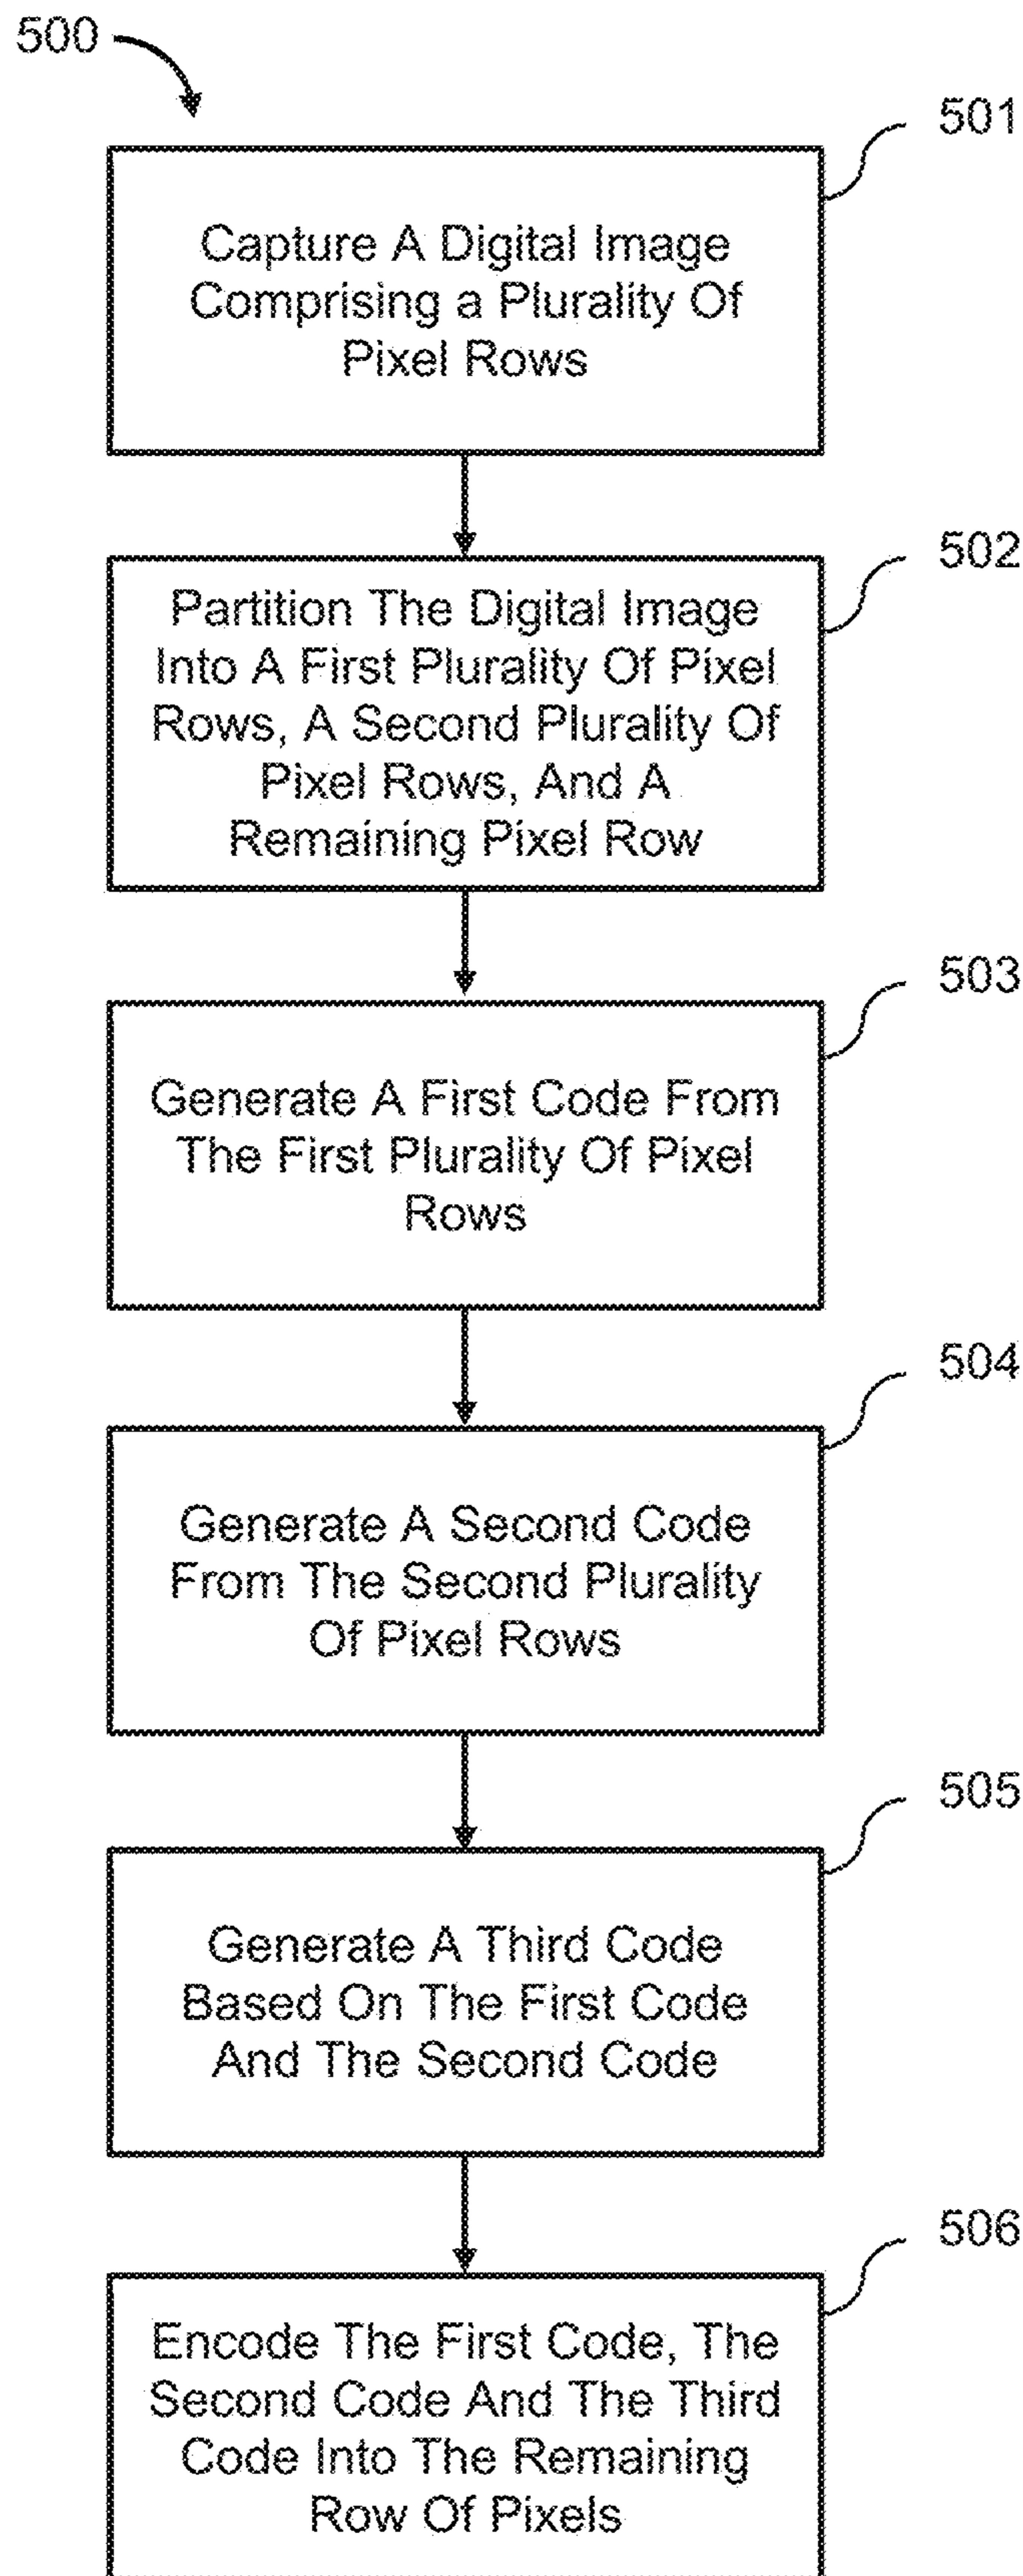 500
501
Capture A Digital Image
Comprising a Plurality Of
Pixel Rows
502
Partition The Digital Image
Into A First Plurality Of Pixel
Rows, A Second Plurality Of
Pixel Rows, And A
Remaining Pixel Row
503
Generate A First Code From
The First Plurality Of Pixel
Rows
504
Generate A Second Code
From The Second Plurality
Of Pixel Rows
505
Generate A Third Code
Based On The First Code
And The Second Code
506
Encode The First Code, The
Second Code And The Third
Code Into The Remaining
Row Of Pixels